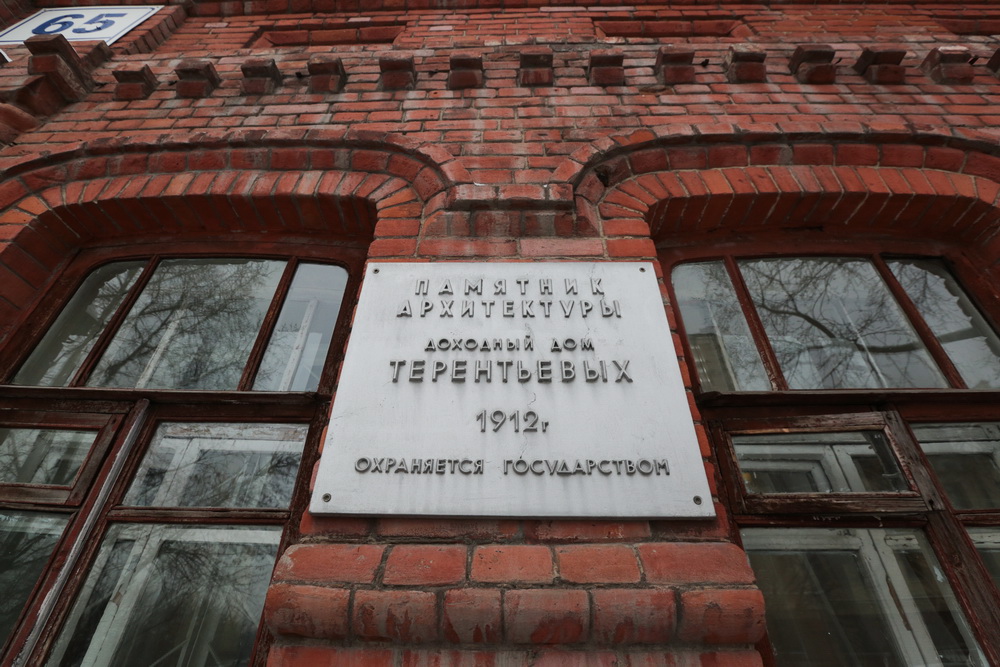 65
ПАМЯТНИК
АРХИТЕКТУРЫ
ДОХОДНЫЙ ДОМ
ТЕРЕНТЬЕВЫХ
1912г
ОХРАНЯЕТСЯ ГОСУДАРСТВОМ